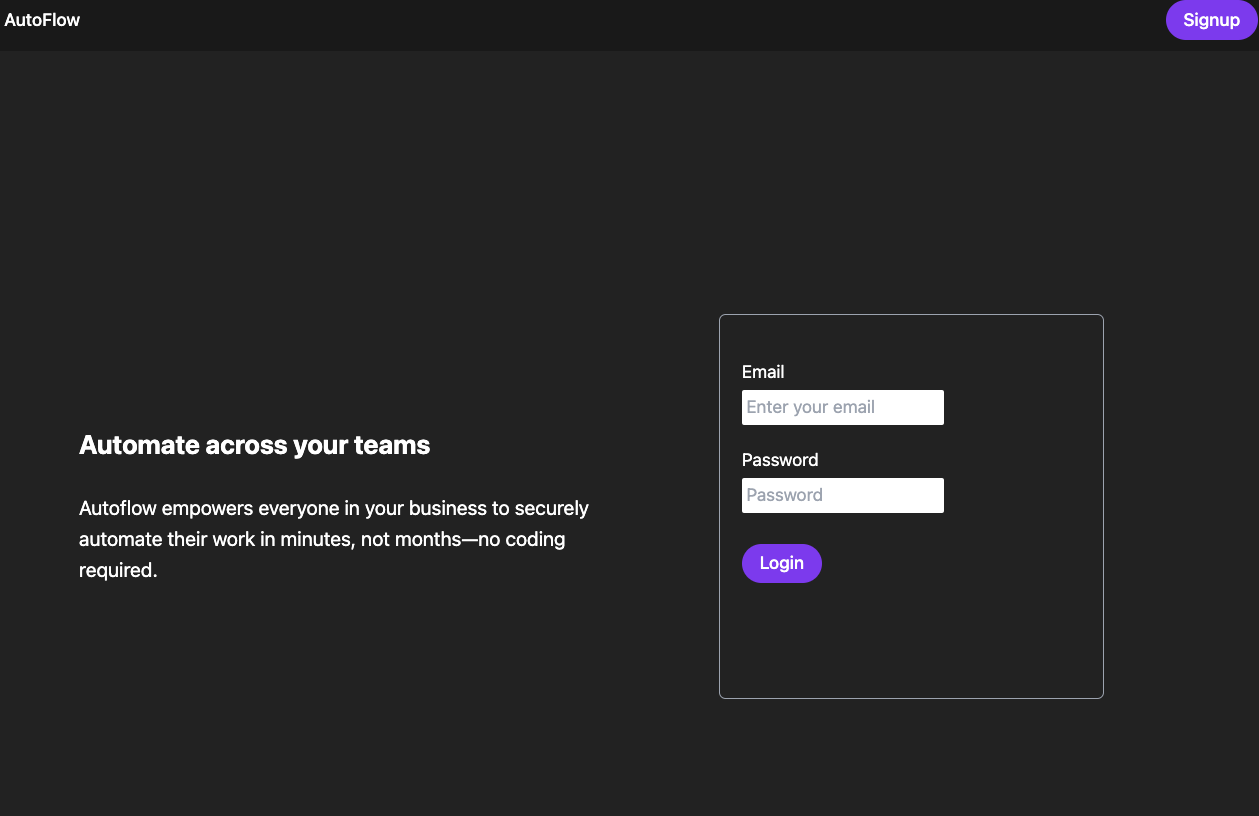 AutoFlow
Signup
Automate across your teams
Autoflow empowers everyone in your business to securely
automate their work in minutes, not months—no coding
required.
Email
Enter your email
Password
Password
Login